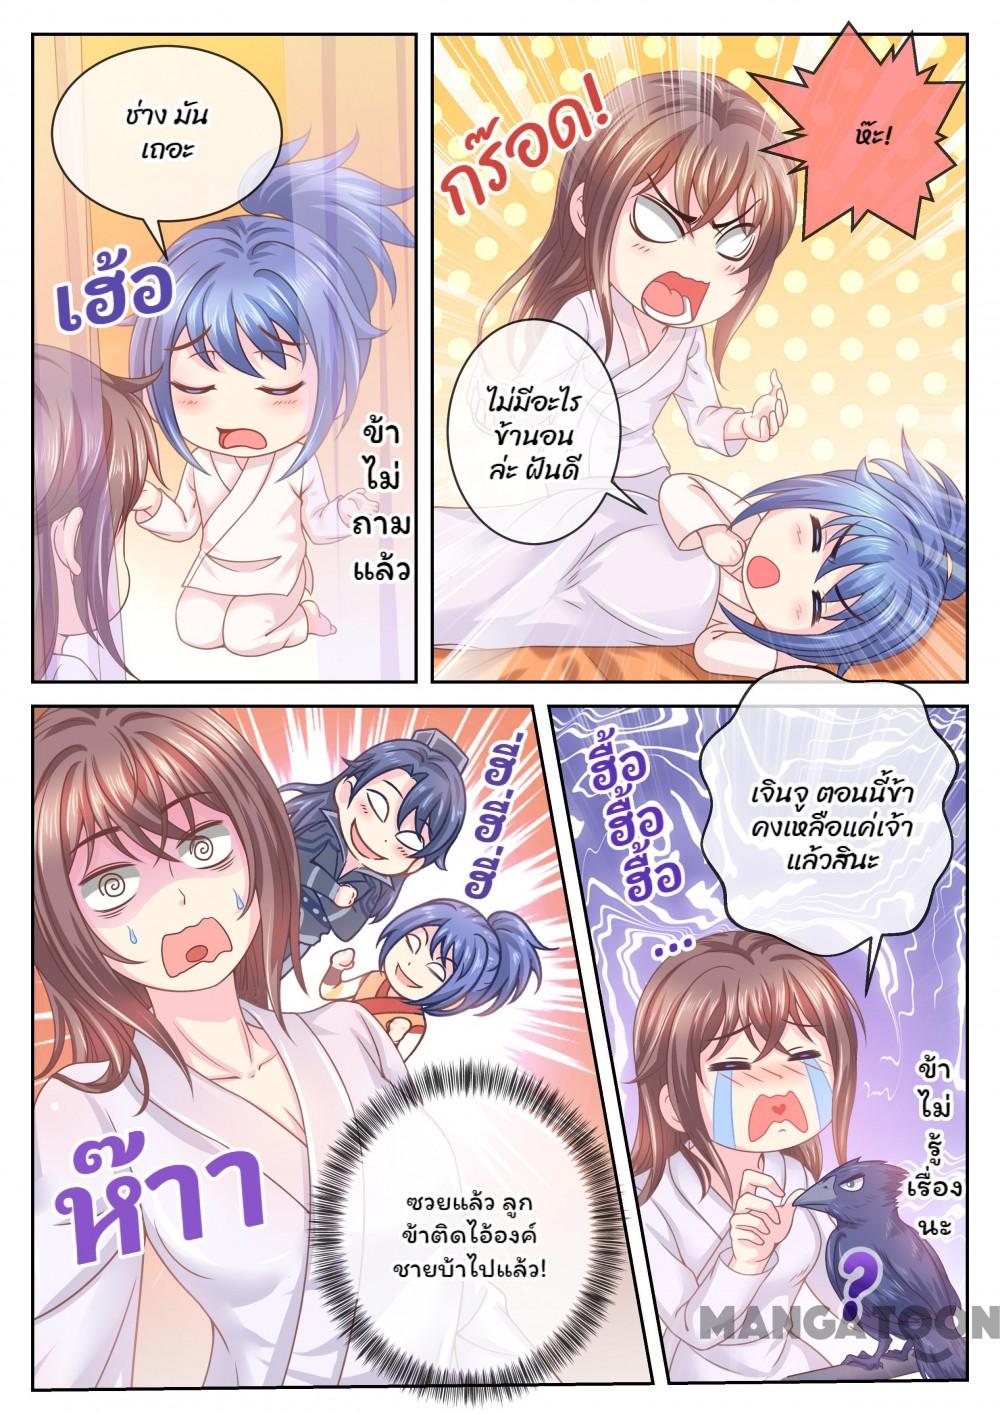 ช่าง มัน
เถอะ
เฮ้อ
ข้า
ไม่
ถาม
แล้ว
กร๊อด!
ห๊ะ!
ไม่มีอะไร
ข้านอน
ล่ะ ฝันดี
ฮี่- ฮี่- ฮี่-
ห๊าา
ซวยแล้ว ลูก
ข้าติดไอ้องค์
ชายบ้าไปแล้ว!
เจินจู ตอนนี้ข้า
คงเหลือแค่เจ้า
แล้วสินะ
ฮื้อ
ฮื้อ
ฮื้อ
...
ข้า
ไม่
รู้
เรื่อง
นะ
?
MANGATOON